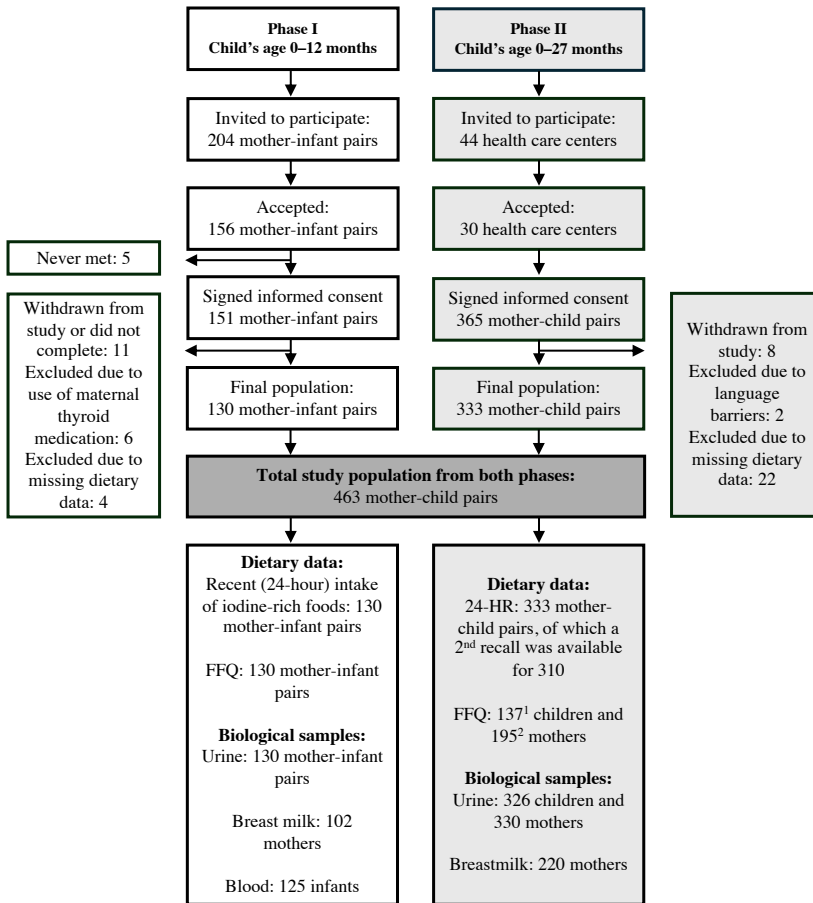 Phase I
Child's age 0–12 months
Phase II
Child's age 0–27 months
Invited to participate:
204 mother-infant pairs
Invited to participate:
44 health care centers
Accepted:
156 mother-infant pairs
Accepted:
30 health care centers
Never met: 5
Signed informed consent
151 mother-infant pairs
Signed informed consent
365 mother-child pairs
Withdrawn from
study or did not
complete: 11
Excluded due to
use of maternal
thyroid
medication: 6
Excluded due to
missing dietary
data: 4
Withdrawn from
study: 8
Excluded due to
language
barriers: 2
Excluded due to
missing dietary
data: 22
Final population:
130 mother-infant pairs
Final population:
333 mother-child pairs
Total study population from both phases:
463 mother-child pairs
Dietary data:
Recent (24-hour) intake
of iodine-rich foods: 130
mother-infant pairs
FFQ: 130 mother-infant
pairs
Biological samples:
Urine: 130 mother-infant
pairs
Breast milk: 102
mothers
Blood: 125 infants
Dietary data:
24-HR: 333 mother-
child pairs, of which a
2nd recall was available
for 310
FFQ: 137¹ children and
195² mothers
Biological samples:
Urine: 326 children and
330 mothers
Breastmilk: 220 mothers